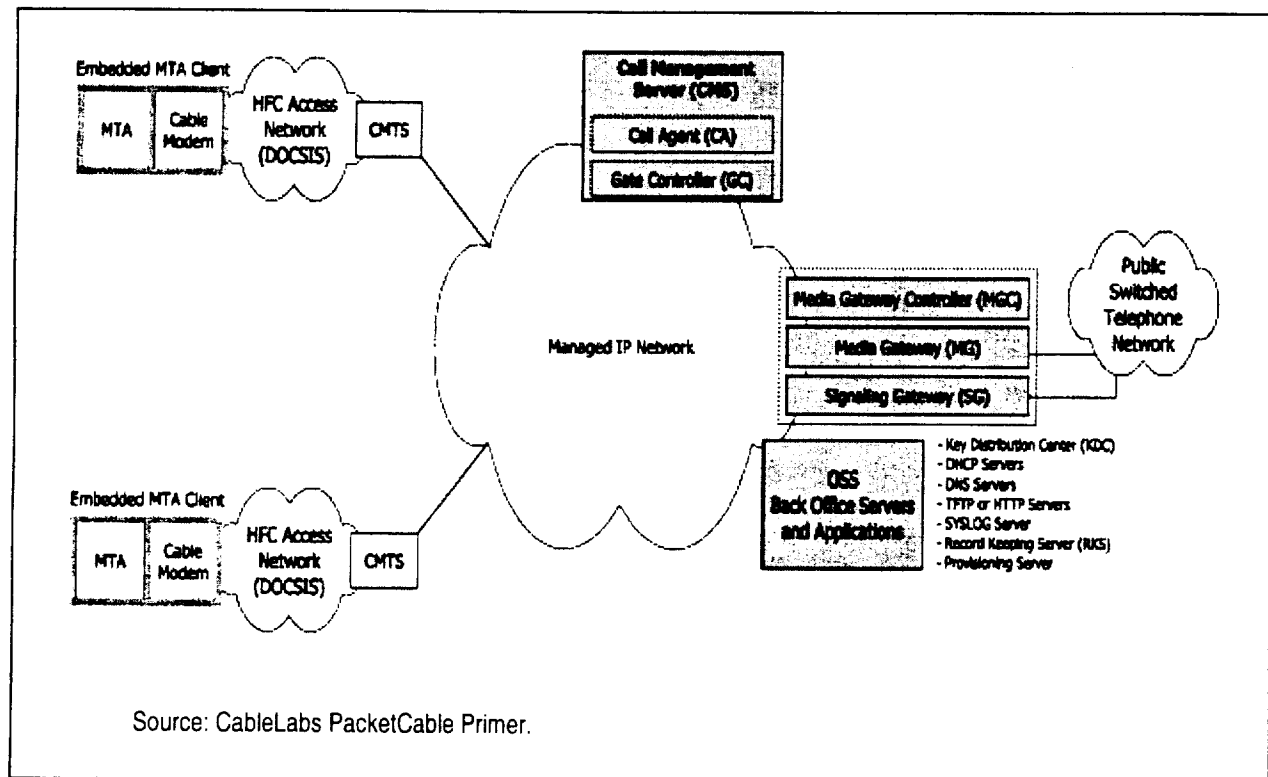 Embedded MTA Client
MTA
Cable
Modem
HFC Access
Network
(DOCSIS)
CMTS
Call Management
Server (CMS)
Call Agent (CA)
Gate Controller (GC)
Managed IP Network
Media Gateway Controller (MGC)
Media Gateway (MG)
Signaling Gateway (SG)
Public
Switched
Telephone
Network
OSS
Back Office Servers
and Applications
- Key Distribution Center (KDC)
- DHCP Servers
- DNS Servers
- TFTP or HTTP Servers
- SYSLOG Server
- Record Keeping Server (RKS)
- Provisioning Server
Embedded MTA Client
MTA
Cable
Modem
HFC Access
Network
(DOCSIS)
CMTS
Source: CableLabs PacketCable Primer.